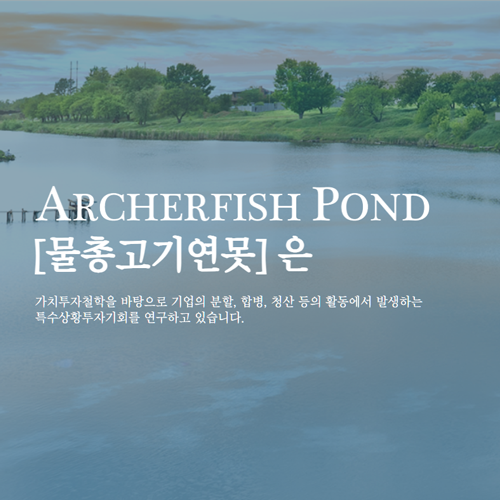 ARCHERFISH POND
[물총고기연못] 은
가치투자철학을 바탕으로 기업의 분할, 합병, 청산 등의 활동에서 발생하는
특수상황투자기회를 연구하고 있습니다.